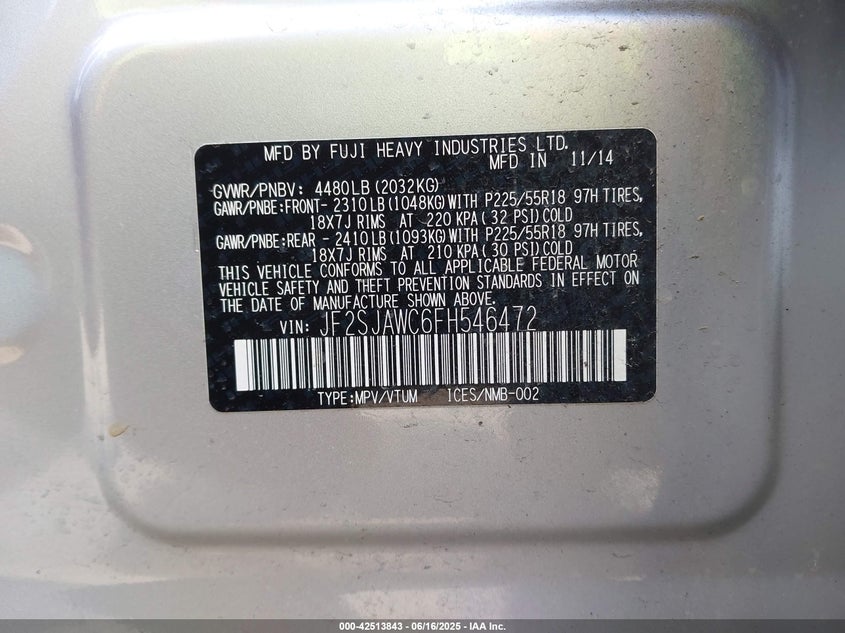 MFD BY FUJI HEAVY INDUSTRIES LTD.
MFD IN 11/14
GVWR/PNBV: 4480LB(2032KG)
GAWR/PNBE:FRONT- 2310LB(1048KG)WITH P225/55R18 97H TIRES,
18X7J RIMS AT 220 KPA( 32 PSI)COLD
GAWR/PNBE:REAR - 2410LB(1093KG)WITH P225/55R18 97H TIRES,
18X7J RIMS AT 210 KPA( 30 PSI)COLD
THIS VEHICLE CONFORMS TO ALL APPLICABLE FEDERAL MOTOR
VEHICLE SAFETY AND THEFT PREVENTION STANDARDS IN EFFECT ON
THE DATE OF MANUFACTURE SHOWN ABOVE.
VIN: JF2SJAWC6FH546472
TYPE:MPV/VTUM ICES/NMB-002
000-42513843 - 06/16/2025 - IAA Inc.